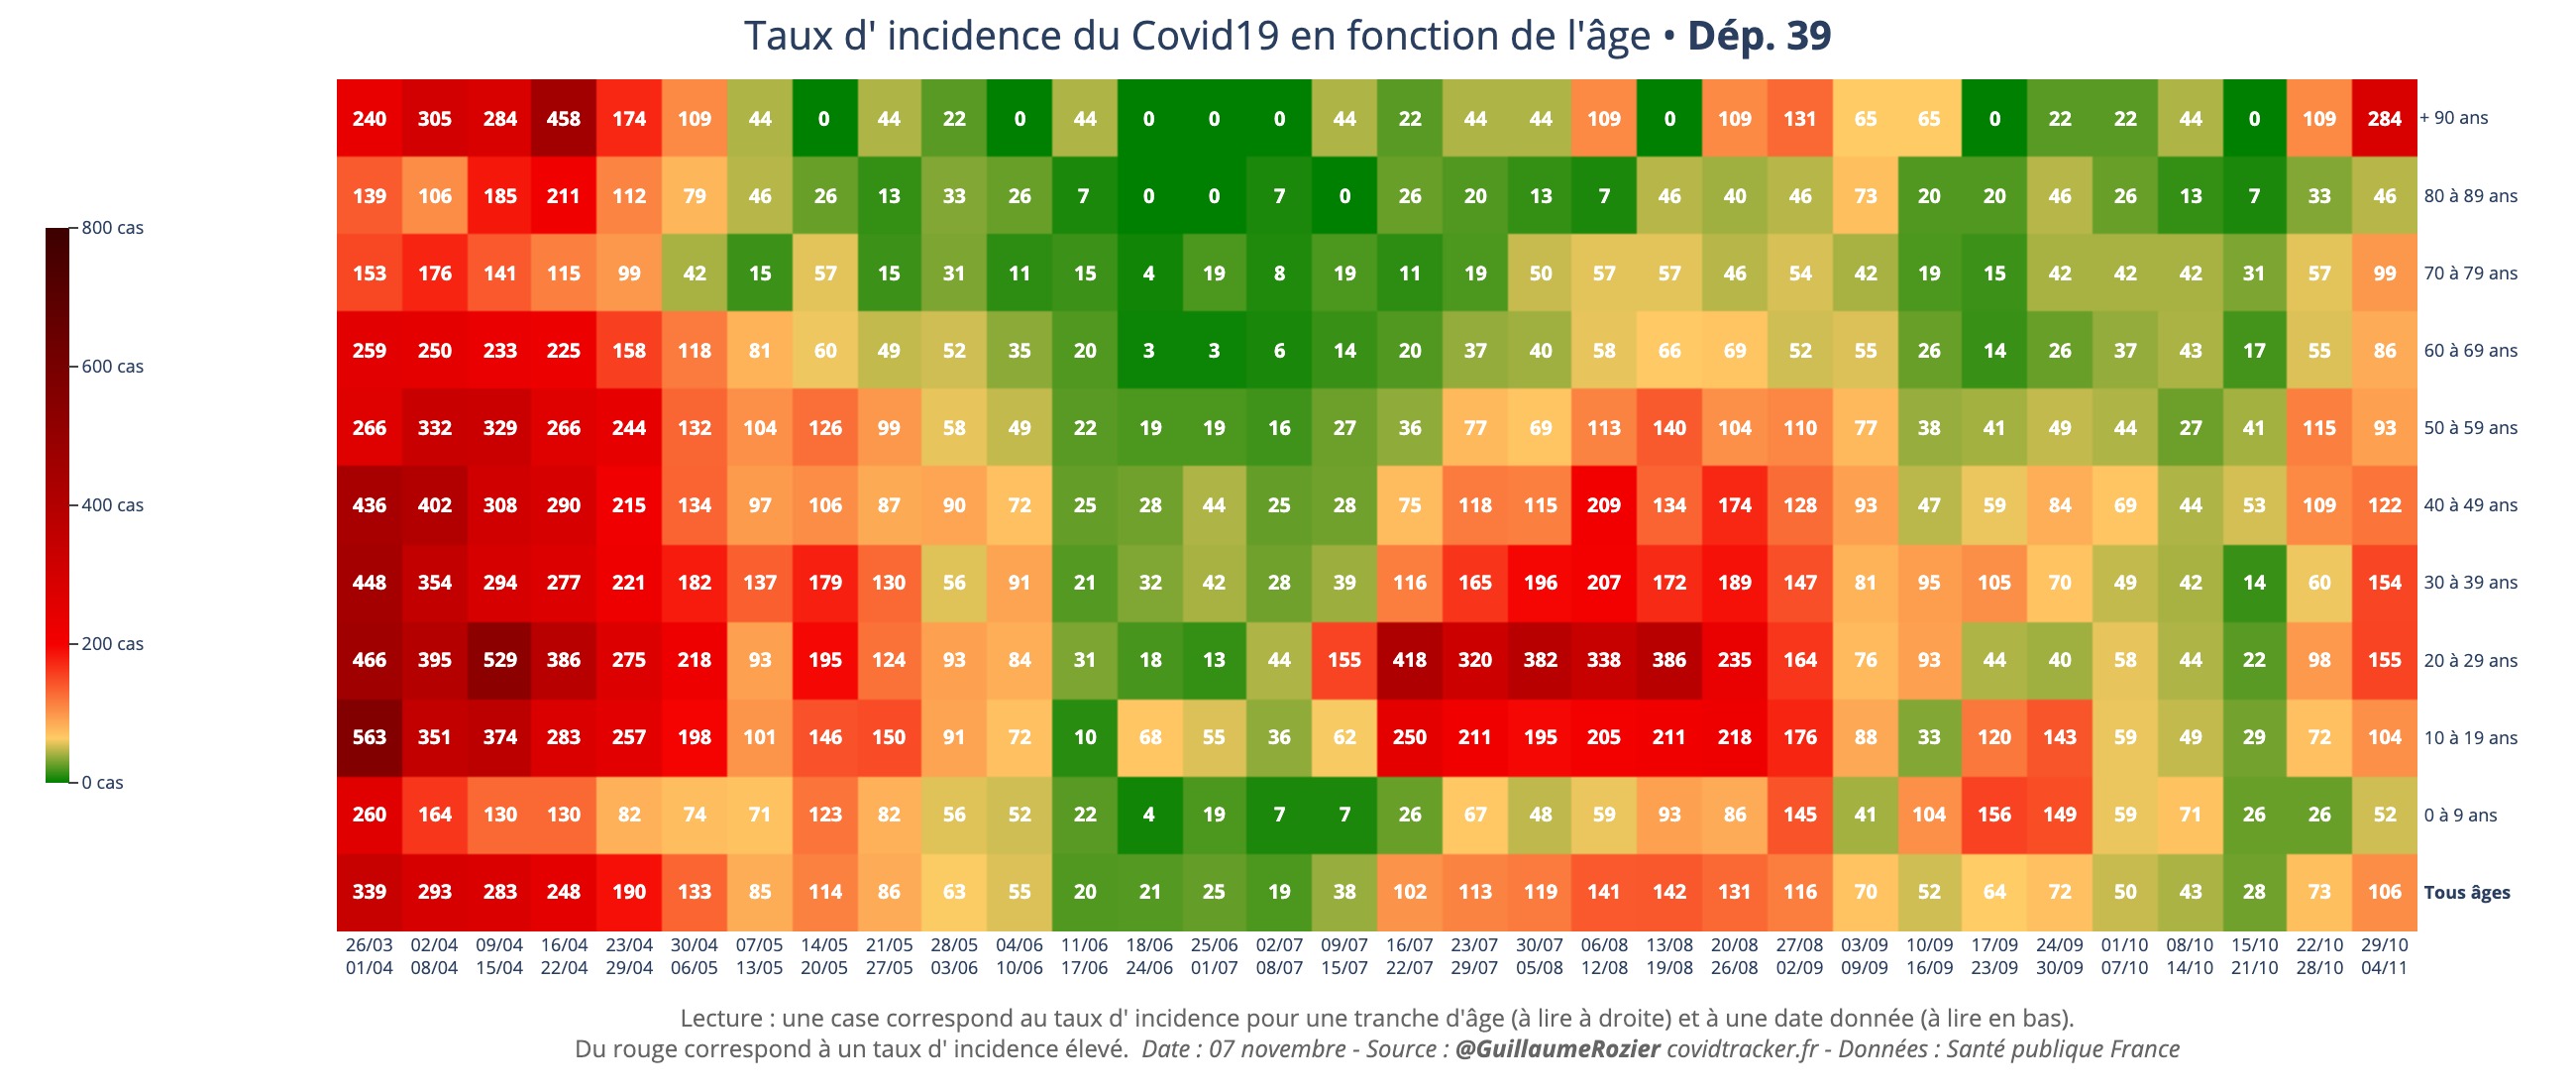 Taux d' incidence du Covid19 en fonction de l'âge • Dép. 39
800 cas
600 cas
400 cas
200 cas
0 cas
240 305 284 458 174 109 44 0 44 22 0 44 0 0 0 44 22 44 44 109 0 109 131 65 65 0 22 22 44 0 109 284 + 90 ans
139 106 185 211 112 79 46 26 13 33 26 7 0 0 7 0 26 20 13 7 46 40 46 73 20 20 46 26 13 7 33 46 80 à 89 ans
153 176 141 115 99 42 15 57 15 31 11 15 4 19 8 19 11 19 50 57 57 46 54 42 19 15 42 42 42 31 57 99 70 à 79 ans
259 250 233 225 158 118 81 60 49 52 35 20 3 3 6 14 20 37 40 58 66 69 52 55 26 14 26 37 43 17 55 86 60 à 69 ans
266 332 329 266 244 132 104 126 99 58 49 22 19 19 16 27 36 77 69 113 140 104 110 77 38 41 49 44 27 41 115 93 50 à 59 ans
436 402 308 290 215 134 97 106 87 90 72 25 28 44 25 28 75 118 115 209 134 174 128 93 47 59 84 69 44 53 109 122 40 à 49 ans
448 354 294 277 221 182 137 179 130 56 91 21 32 42 28 39 116 165 196 207 172 189 147 81 95 105 70 49 42 14 60 154 30 à 39 ans
466 395 529 386 275 218 93 195 124 93 84 31 18 13 44 155 418 320 382 338 386 235 164 76 93 44 40 58 44 22 98 155 20 à 29 ans
563 351 374 283 257 198 101 146 150 91 72 10 68 55 36 62 250 211 195 205 211 218 176 88 33 120 143 59 49 29 72 104 10 à 19 ans
260 164 130 130 82 74 71 123 82 56 52 22 4 19 7 7 26 67 48 59 93 86 145 41 104 156 149 59 71 26 26 52 0 à 9 ans
339 293 283 248 190 133 85 114 86 63 55 20 21 25 19 38 102 113 119 141 142 131 116 70 52 64 72 50 43 28 73 106 Tous âges
26/03 02/04 09/04 16/04 23/04 30/04 07/05 14/05 21/05 28/05 04/06 11/06 18/06 25/06 02/07 09/07 16/07 23/07 30/07 06/08 13/08 20/08 27/08 03/09 10/09 17/09 24/09 01/10 08/10 15/10 22/10 29/10
01/04 08/04 15/04 22/04 29/04 06/05 13/05 20/05 27/05 03/06 10/06 17/06 24/06 01/07 08/07 15/07 22/07 29/07 05/08 12/08 19/08 26/08 02/09 09/09 16/09 23/09 30/09 07/10 14/10 21/10 28/10 04/11
Lecture : une case correspond au taux d' incidence pour une tranche d'âge (à lire à droite) et à une date donnée (à lire en bas).
Du rouge correspond à un taux d' incidence élevé. Date : 07 novembre - Source : @GuillaumeRozier covidtracker.fr - Données : Santé publique France